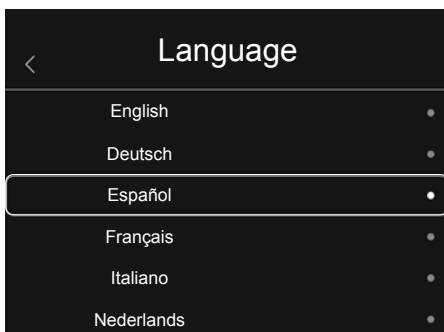 Language
English
Deutsch
Español
Français
Italiano
Nederlands